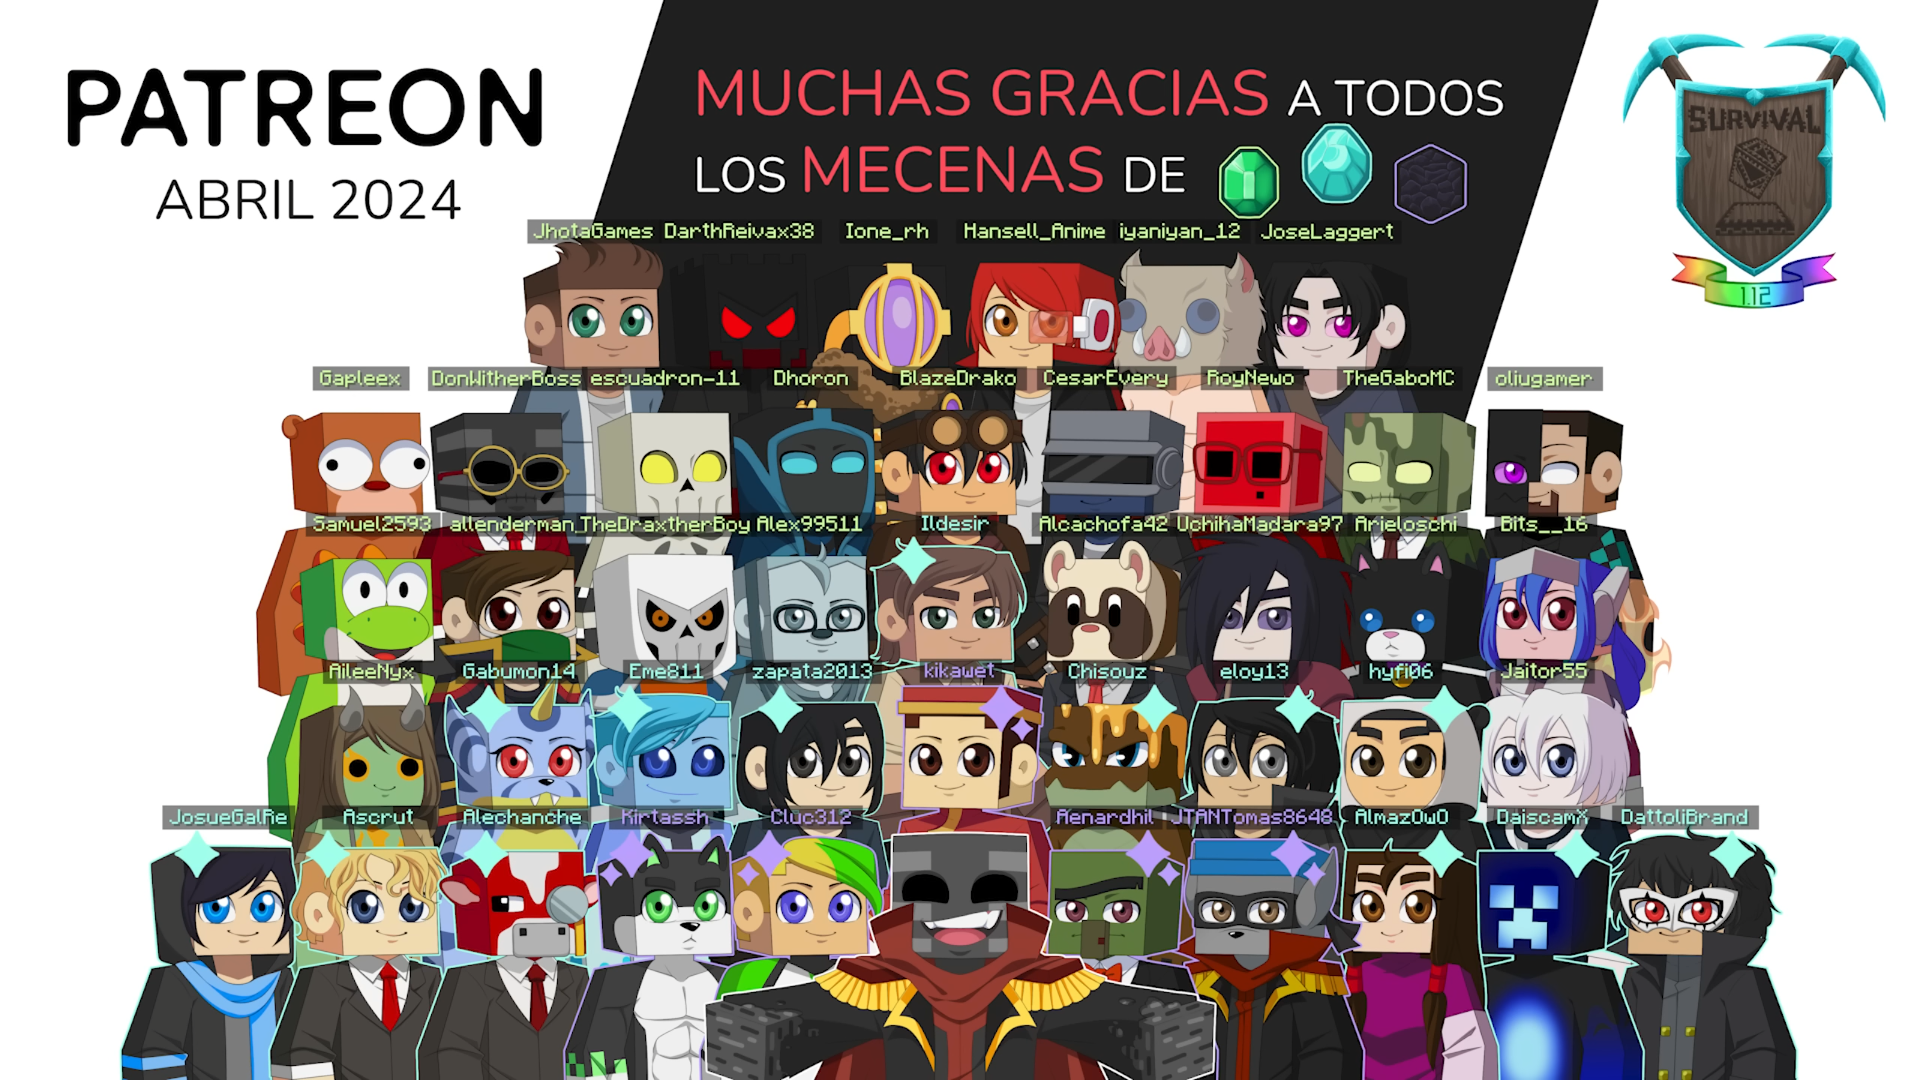 PATREON
ABRIL 2024
MUCHAS GRACIAS A TODOS
LOS MECENAS DE
SURVIVAL
1.12
JhotaGames DarthReivax38 Ione_rh Hansell_Anime iyaniyan_12 JoseLaggert
Gapleex DonWitherBoss escuadron-11 Dhoron BlazeDrako CesarEvery RoyNewo TheGaboMC oliugamer
Samuel2593 allenderman TheDraxtherBoy Alex99511 Ildesir Alcachofa42 UchihaMadara97 Arieloschi Bits__16
AileeNyx Gabumon14 Eme811 zapata2013 kikawet Chisouz eloy13 hyfi06 Jaitor55
JosueGalRe Ascrut Alechanche Kirtassh Cluc312 Aenardhil JTANTomas8648 AlmazOwO DaiscamX DattoliBrand